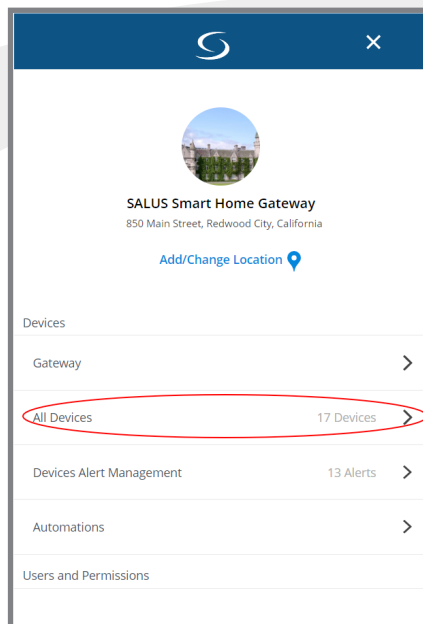 SALUS Smart Home Gateway
850 Main Street, Redwood City, California
Add/Change Location
Devices
Gateway
All Devices 17 Devices
Devices Alert Management 13 Alerts
Automations
Users and Permissions